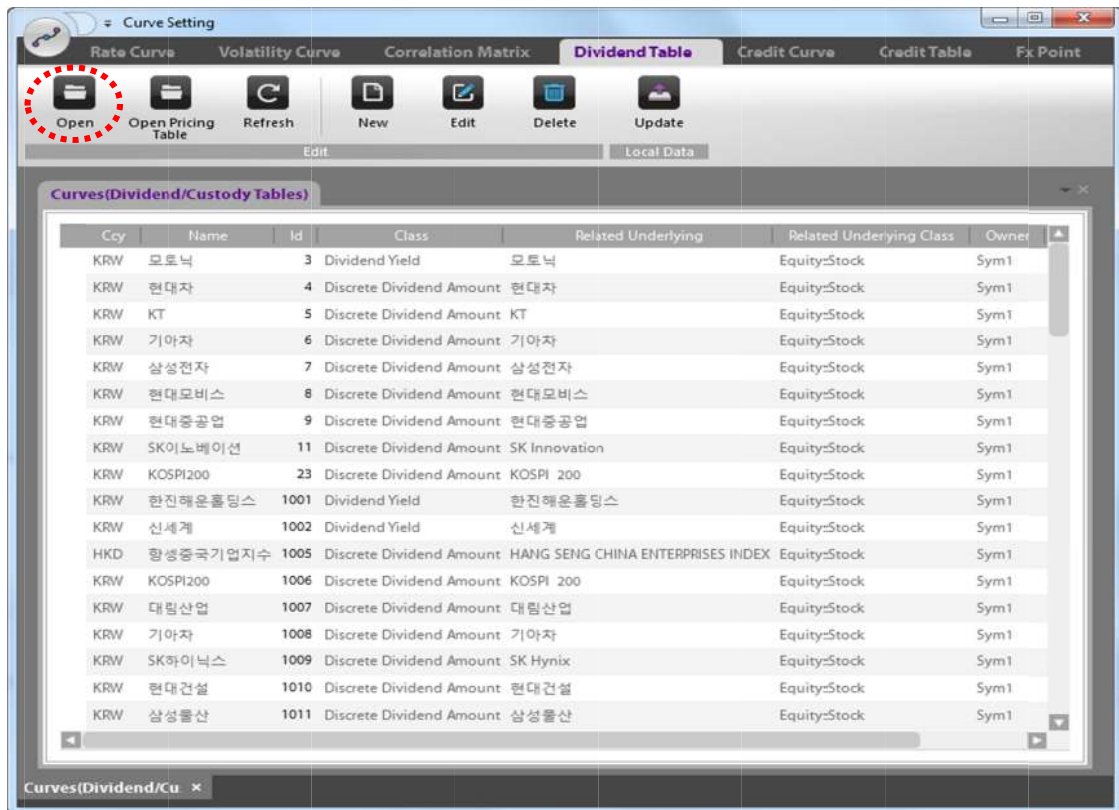 Curve Setting
Rate Curve Volatility Curve Correlation Matrix Dividend Table Credit Curve Credit Table Fx Point
Open Open Pricing Table Refresh New Edit Delete Update
Edit Local Data
Curves(Dividend/Custody Tables)
Ccy Name Id Class Related Underlying Related Underlying Class Owner
KRW 모토닉 3 Dividend Yield 모토닉 Equity::Stock Sym1
KRW 현대차 4 Discrete Dividend Amount 현대차 Equity::Stock Sym1
KRW KT 5 Discrete Dividend Amount KT Equity::Stock Sym1
KRW 기아차 6 Discrete Dividend Amount 기아차 Equity::Stock Sym1
KRW 삼성전자 7 Discrete Dividend Amount 삼성전자 Equity::Stock Sym1
KRW 현대모비스 8 Discrete Dividend Amount 현대모비스 Equity::Stock Sym1
KRW 현대중공업 9 Discrete Dividend Amount 현대중공업 Equity::Stock Sym1
KRW SK이노베이션 11 Discrete Dividend Amount SK Innovation Equity::Stock Sym1
KRW KOSPI200 23 Discrete Dividend Amount KOSPI 200 Equity::Stock Sym1
KRW 한진해운홀딩스 1001 Dividend Yield 한진해운홀딩스 Equity::Stock Sym1
KRW 신세계 1002 Dividend Yield 신세계 Equity::Stock Sym1
HKD 항생중국기업지수 1005 Discrete Dividend Amount HANG SENG CHINA ENTERPRISES INDEX Equity::Stock Sym1
KRW KOSPI200 1006 Discrete Dividend Amount KOSPI 200 Equity::Stock Sym1
KRW 대림산업 1007 Discrete Dividend Amount 대림산업 Equity::Stock Sym1
KRW 기아차 1008 Discrete Dividend Amount 기아차 Equity::Stock Sym1
KRW SK하이닉스 1009 Discrete Dividend Amount SK Hynix Equity::Stock Sym1
KRW 현대건설 1010 Discrete Dividend Amount 현대건설 Equity::Stock Sym1
KRW 삼성물산 1011 Discrete Dividend Amount 삼성물산 Equity::Stock Sym1
Curves(Dividend/Cu